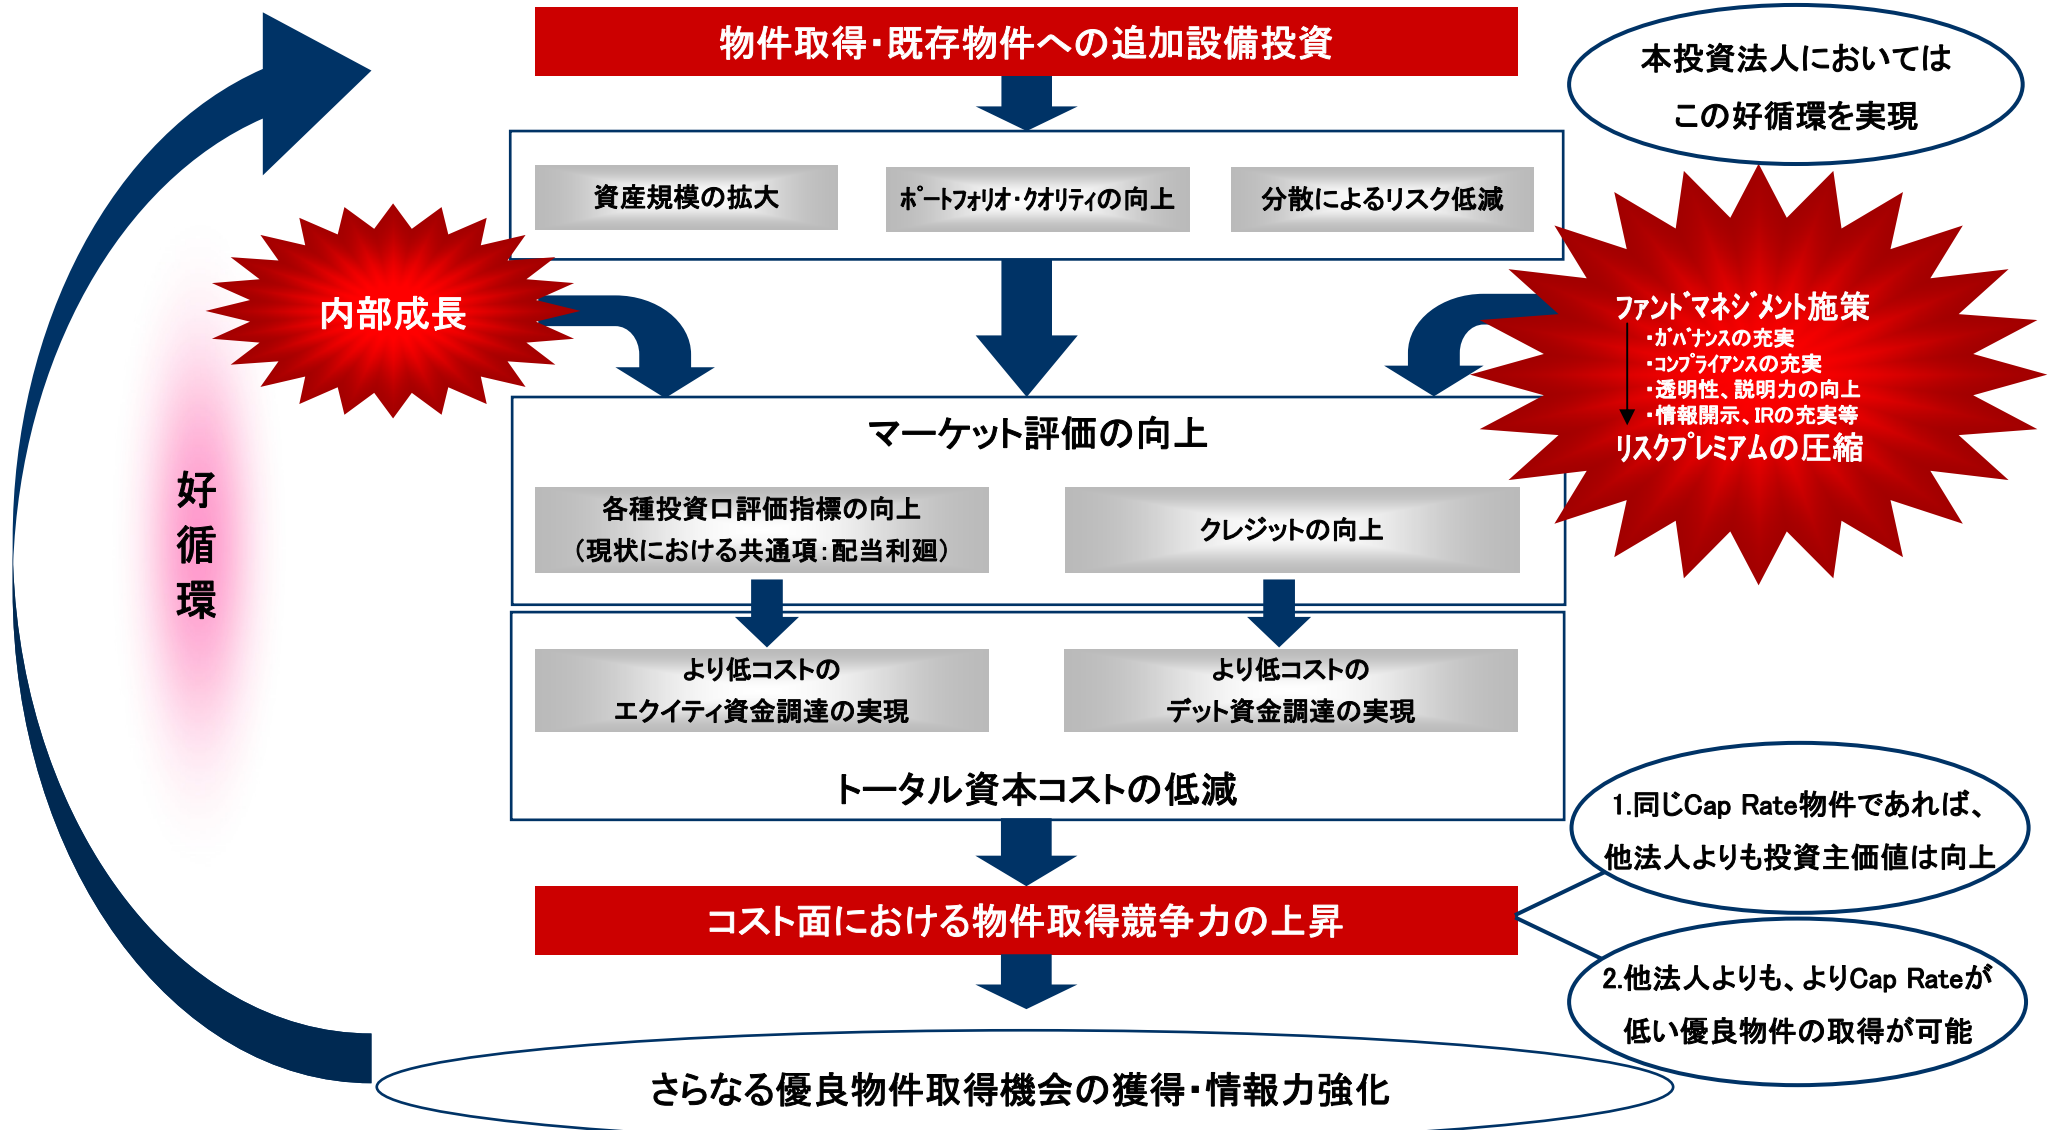 物件取得・既存物件への追加設備投資
本投資法人においては
この好循環を実現
資産規模の拡大
ﾎﾟｰﾄﾌｫﾘｵ・ｸｵﾘﾃｨの向上
分散によるリスク低減
内部成長
ﾌｧﾝﾄﾞﾏﾈｼﾞﾒﾝﾄ施策
・ｶﾞﾊﾞﾅﾝｽの充実
・ｺﾝﾌﾟﾗｲｱﾝｽの充実
・透明性、説明力の向上
・情報開示、IRの充実等
ﾘｽｸﾌﾟﾚﾐｱﾑの圧縮
マーケット評価の向上
各種投資口評価指標の向上
（現状における共通項：配当利廻）
クレジットの向上
好
循
環
より低コストの
エクイティ資金調達の実現
より低コストの
デット資金調達の実現
トータル資本コストの低減
1.同じCap Rate物件であれば、
他法人よりも投資主価値は向上
コスト面における物件取得競争力の上昇
2.他法人よりも、よりCap Rateが
低い優良物件の取得が可能
さらなる優良物件取得機会の獲得・情報力強化